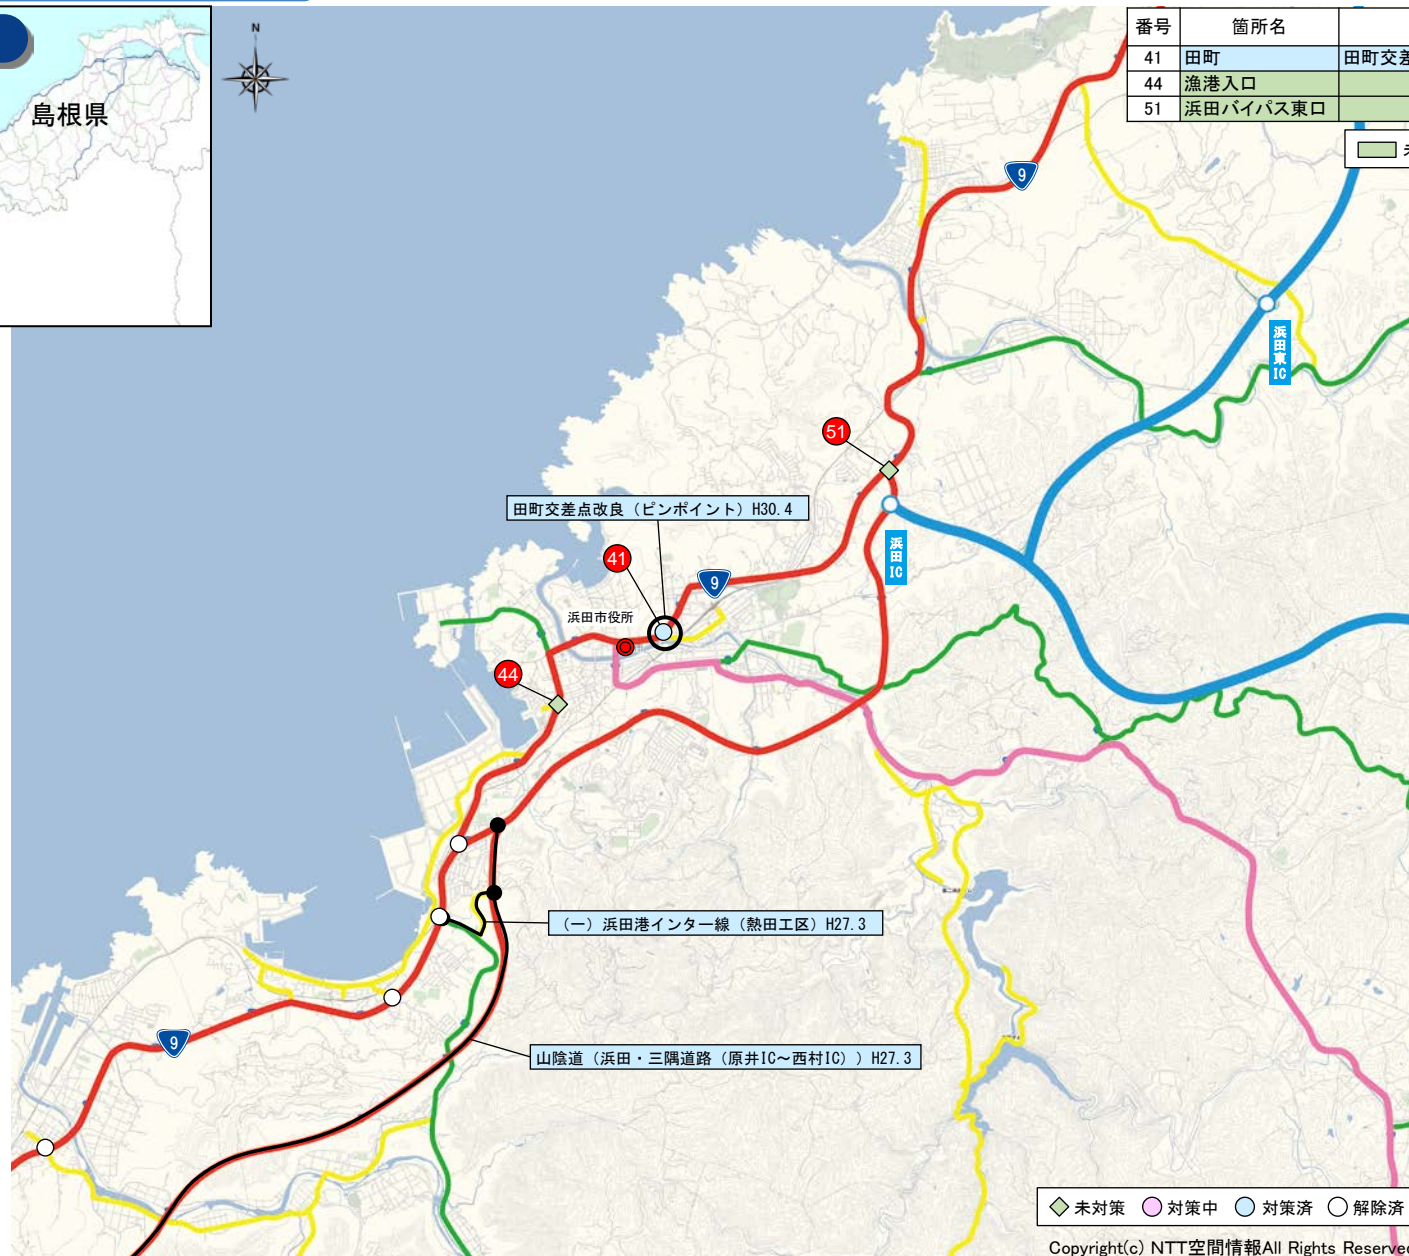 島根県
N
番号 箇所名
41 田町 田町交差
44 漁港入口
51 浜田バイパス東口
9
浜田東IC
51
田町交差点改良（ピンポイント）H30.4
浜田IC
41
9
浜田市役所
44
（一）浜田港インター線（熱田工区）H27.3
9
山陰道（浜田・三隅道路（原井IC～西村IC））H27.3
未対策 対策中 対策済 解除済
Copyright(c) NTT空間情報All Rights Reserved